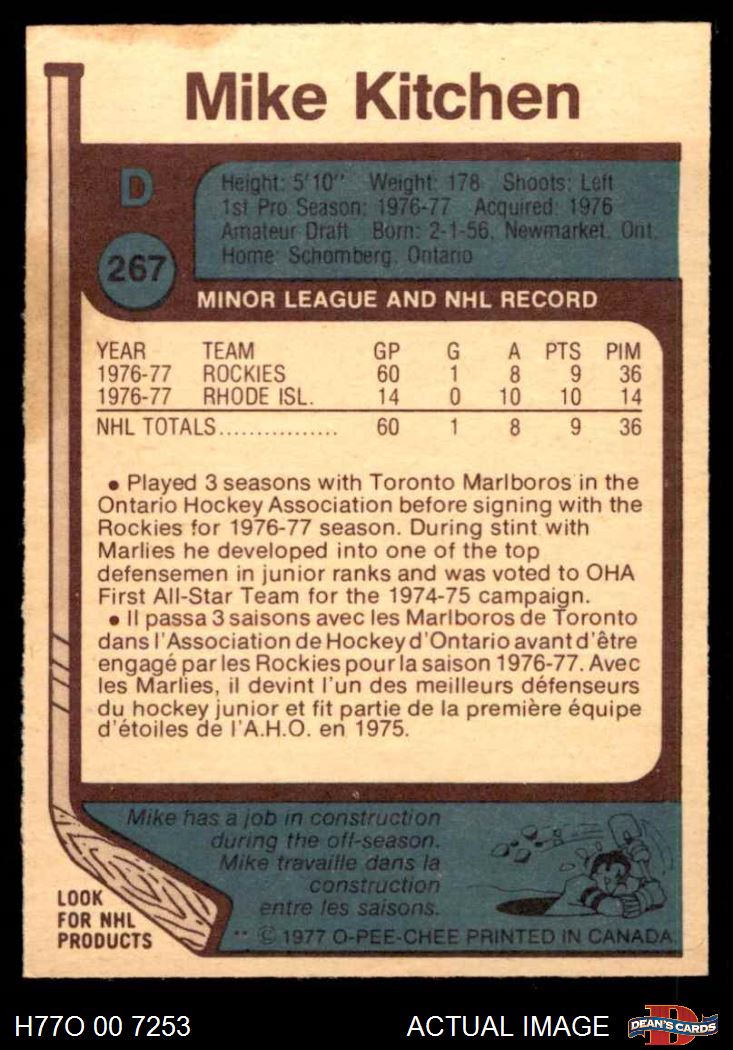 Mike Kitchen
D
Height: 5'10" Weight: 178 Shoots: Left
1st Pro Season: 1976-77 Acquired: 1976
Amateur Draft Born: 2-1-56, Newmarket, Ont.
Home: Schomberg, Ontario
267
MINOR LEAGUE AND NHL RECORD
YEAR TEAM GP G A PTS PIM
1976-77 ROCKIES 60 1 8 9 36
1976-77 RHODE ISL. 14 0 10 10 14
NHL TOTALS................ 60 1 8 9 36
• Played 3 seasons with Toronto Marlboros in the
Ontario Hockey Association before signing with the
Rockies for 1976-77 season. During stint with
Marlies he developed into one of the top
defensemen in junior ranks and was voted to OHA
First All-Star Team for the 1974-75 campaign.
• Il passa 3 saisons avec les Marlboros de Toronto
dans l'Association de Hockey d'Ontario avant d'être
engagé par les Rockies pour la saison 1976-77. Avec
les Marlies, il devint l'un des meilleurs défenseurs
du hockey junior et fit partie de la première équipe
d'étoiles de l'A.H.O. en 1975.
Mike has a job in construction
during the off-season.
Mike travaille dans la
construction
entre les saisons.
LOOK
FOR NHL
PRODUCTS
** © 1977 O-PEE-CHEE PRINTED IN CANADA
H77O 00 7253 ACTUAL IMAGE
D
DEAN'S CARDS